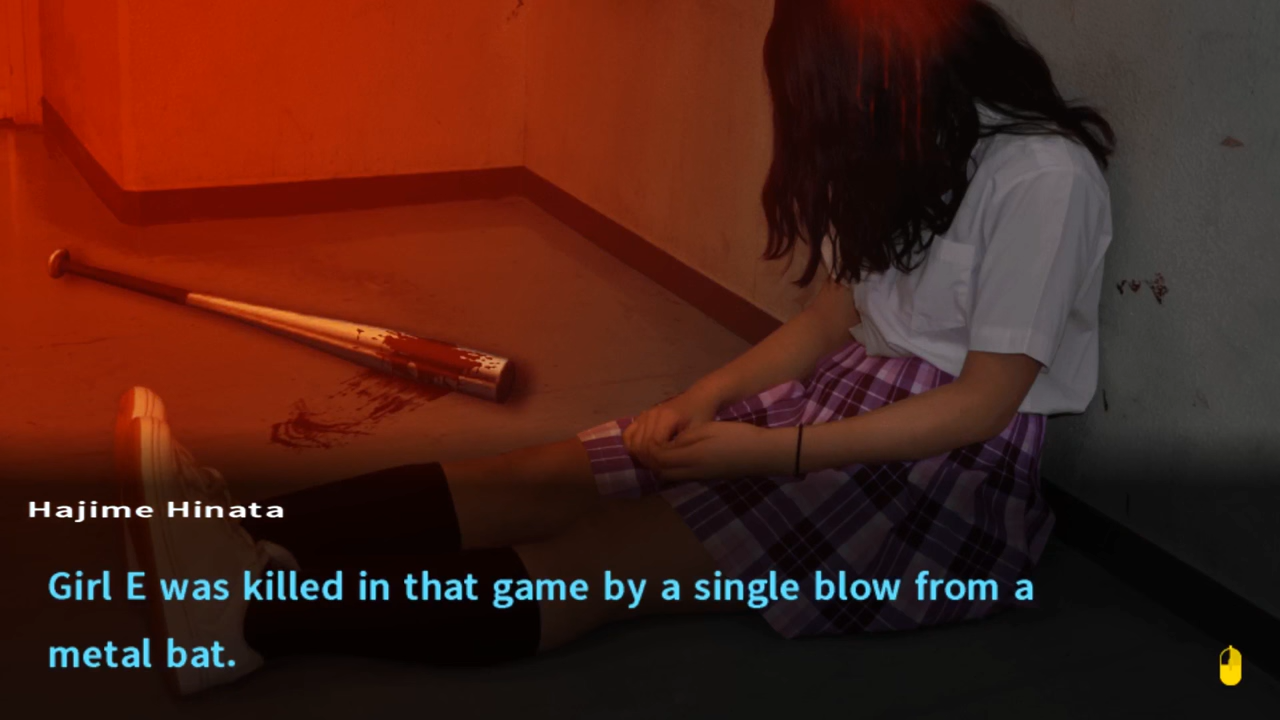 Hajime Hinata
Girl E was killed in that game by a single blow from a
metal bat.